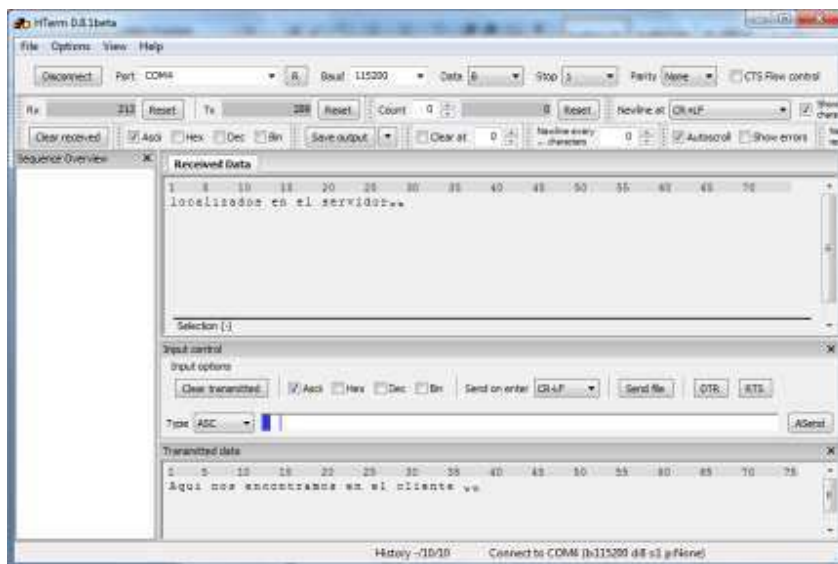 HTerm 0.8.1beta
File Options View Help
Disconnect Port COM4 R Baud 115200 Data 8 Stop 1 Parity None CTS Flow control
Rx 212 Reset Tx Reset Count 0 0 Reset Newline at CR+LF
Clear received Ascii Hex Dec Bin Save output Clear at 0 Newline every ... characters 0 Autoscroll Show errors
Sequence Overview
Received Data
1 5 10 15 20 25 30 35 40 45 50 55 60 65 70
localizados en el servidor
Selection (-)
Input control
Input options
Clear transmitted Ascii Hex Dec Bin Send on enter CR-LF Send file DTR RTS
Type ASC ASend
Transmitted data
1 5 10 15 20 25 30 35 40 45 50 55 60 65 70 75
Aqui nos encontramos en el cliente
History -/10/10 Connect to COM4 (b:115200 d:8 s:1 p:None)